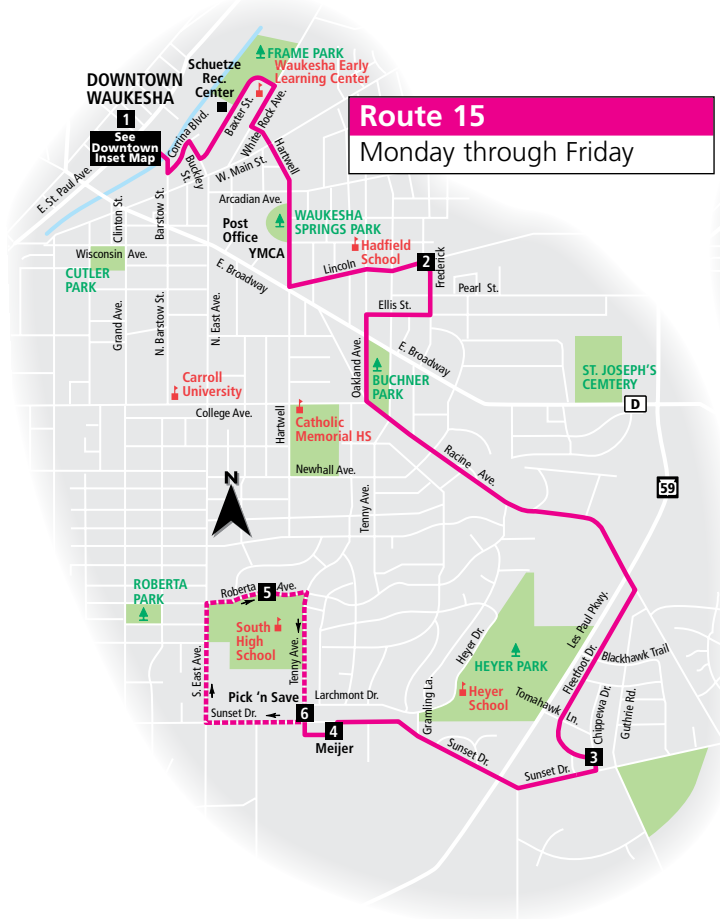 FRAME PARK
Schuetze
Rec.
Center
Waukesha Early
Learning Center
DOWNTOWN
WAUKESHA
1
See
Downtown
Inset Map
Corrina Blvd.
Baxter St.
White Rock Ave.
Buckley
St.
W. Main St.
Hartwell
Route 15
Monday through Friday
E. St. Paul Ave.
Clinton St.
Barstow St.
Arcadian Ave.
Post
Office
YMCA
WAUKESHA
SPRINGS PARK
Hadfield
School
Wisconsin Ave.
CUTLER
PARK
E. Broadway
Lincoln
2
Frederick
Pearl St.
Ellis St.
Grand Ave.
N. Barstow St.
N. East Ave.
Oakland Ave.
E. Broadway
BUCHNER
PARK
ST. JOSEPH'S
CEMTERY
D
Carroll
University
College Ave.
Hartwell
Catholic
Memorial HS
Newhall Ave.
Racine Ave.
59
N
Tenny Ave.
ROBERTA
PARK
Roberta Ave.
5
South
High
School
S. East Ave.
Tenny Ave.
Heyer Dr.
HEYER PARK
Les Paul Pkwy.
Fleetfoot Dr.
Blackhawk Trail
Heyer
School
Tomahawk Ln.
Chippewa Dr.
Guthrie Rd.
Gramling La.
Pick 'n Save
Larchmont Dr.
Sunset Dr.
6
4
Meijer
Sunset Dr.
Sunset Dr.
3